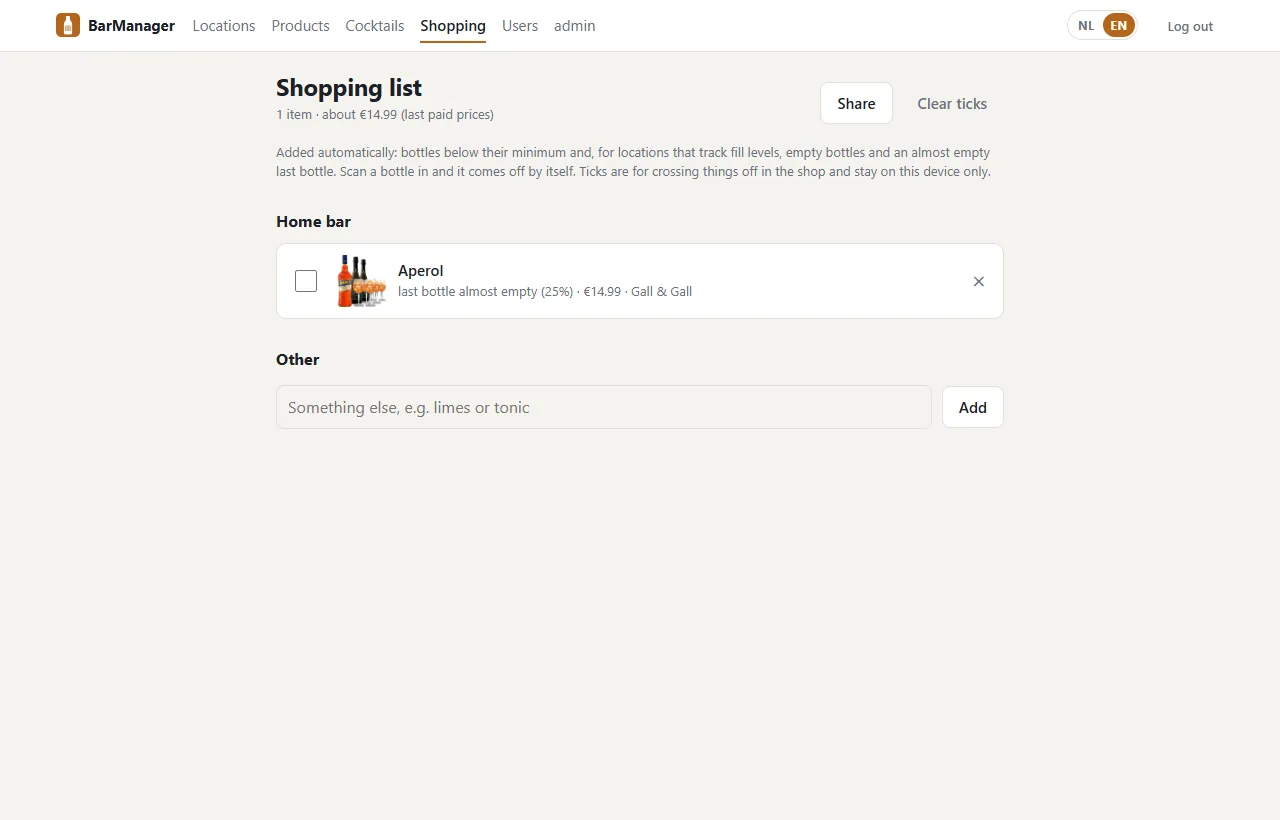 BarManager Locations Products Cocktails Shopping Users admin NL EN Log out
Shopping list
1 item · about €14.99 (last paid prices)
Share Clear ticks
Added automatically: bottles below their minimum and, for locations that track fill levels, empty bottles and an almost empty
last bottle. Scan a bottle in and it comes off by itself. Ticks are for crossing things off in the shop and stay on this device only.
Home bar
Aperol
last bottle almost empty (25%) · €14.99 · Gall & Gall
×
Other
Something else, e.g. limes or tonic Add